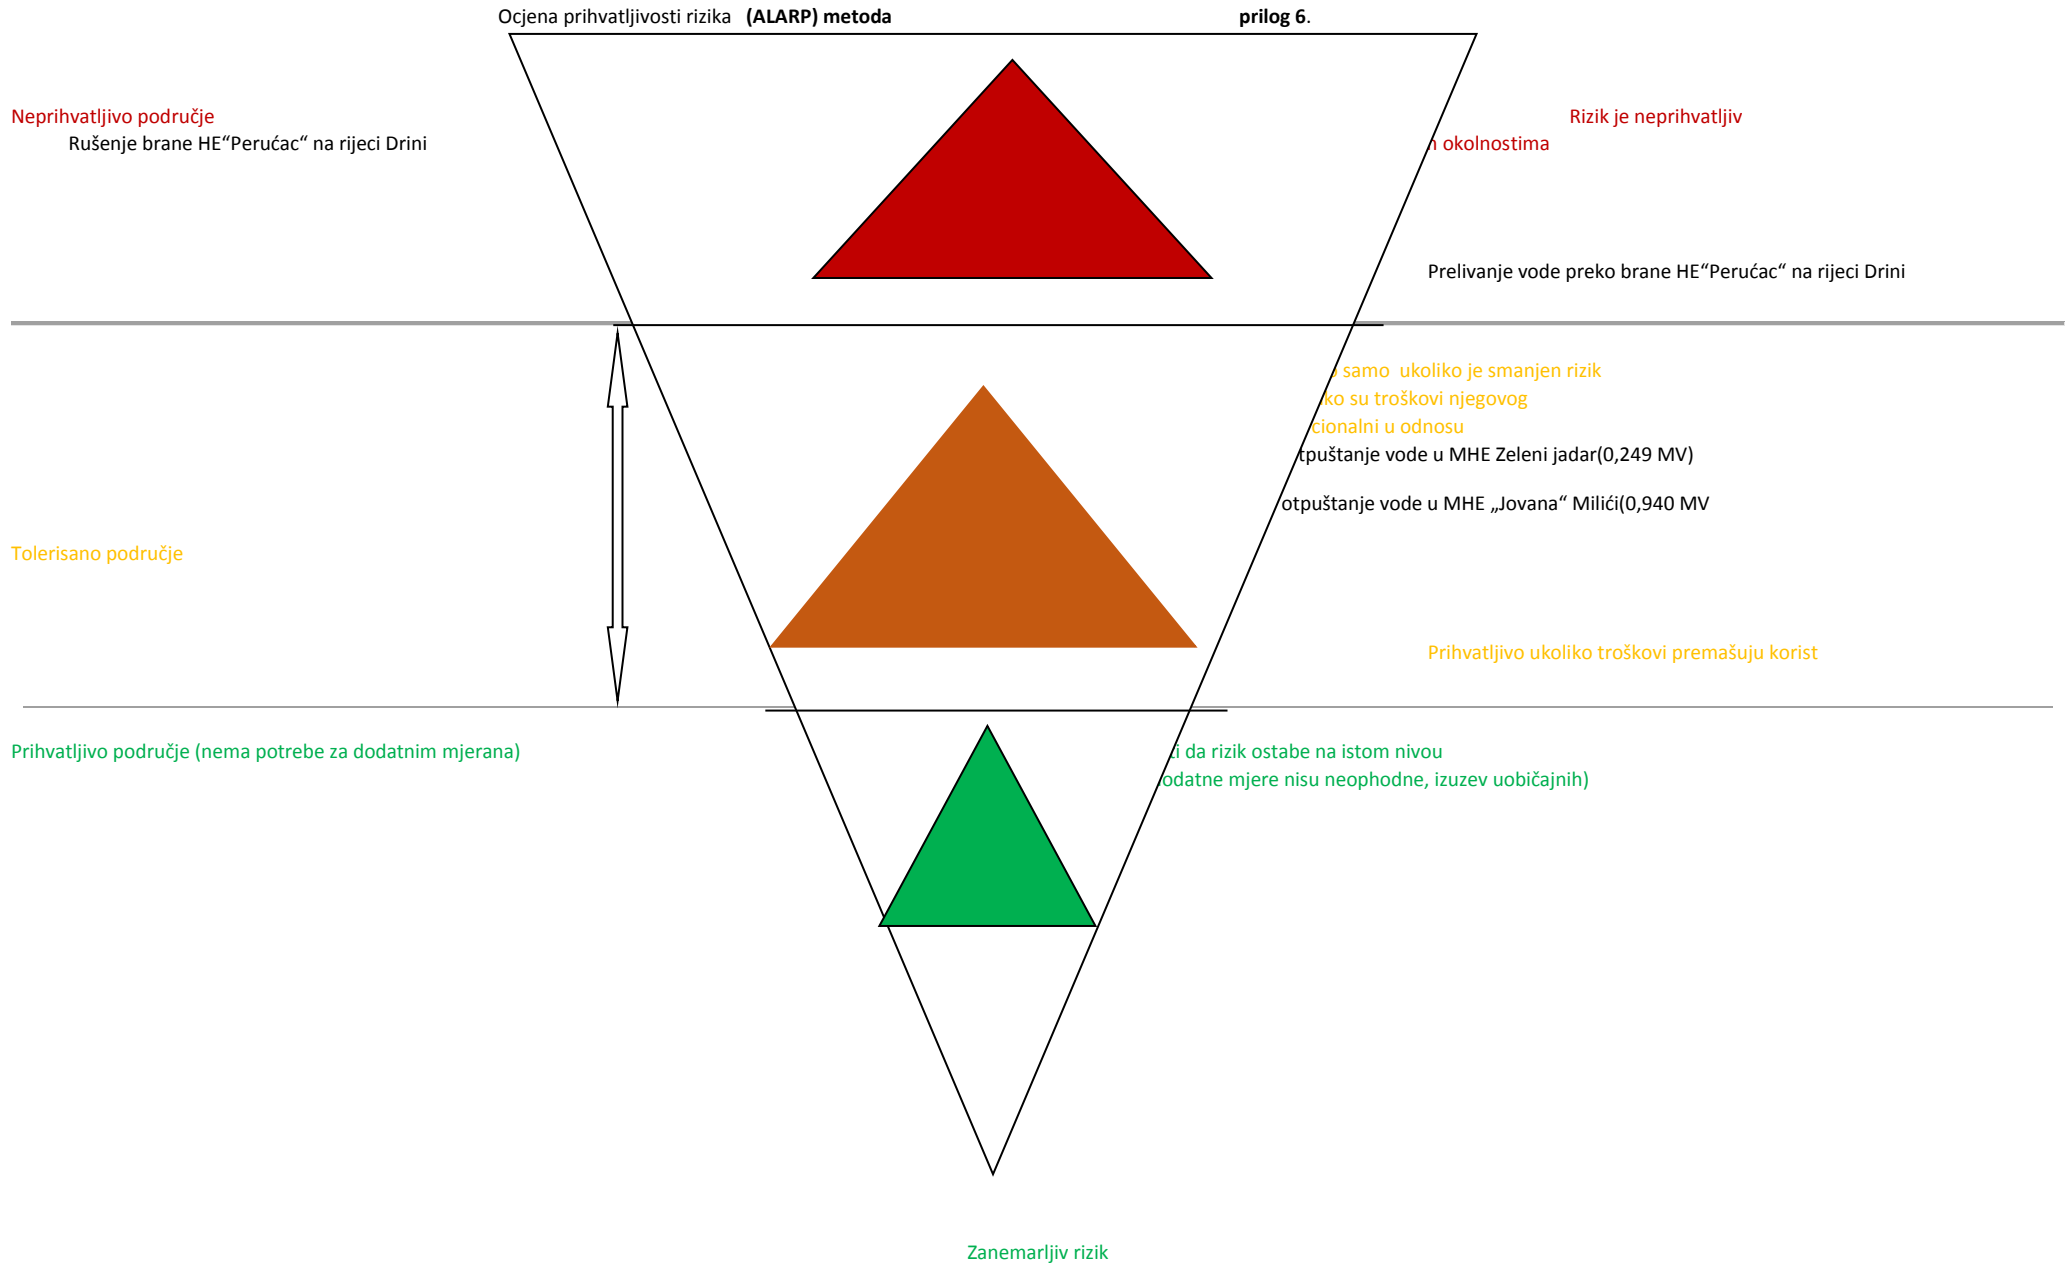 Ocjena prihvatljivosti rizika (ALARP) metoda prilog 6.
Neprihvatljivo područje Rizik je neprihvatljiv
Rušenje brane HE“Perućac“ na rijeci Drini okolnostima
Prelivanje vode preko brane HE“Perućac“ na rijeci Drini
samo ukoliko je smanjen rizik
su troškovi njegovog
u odnosu
vode u MHE Zeleni jadar(0,249 MV)
otpuštanje vode u MHE „Jovana“ Milići(0,940 MV
Tolerisano područje
Prihvatljivo ukoliko troškovi premašuju korist
Prihvatljivo područje (nema potrebe za dodatnim mjerana) da rizik ostabe na istom nivou
mjere nisu neophodne, izuzev uobičajnih)
Zanemarljiv rizik